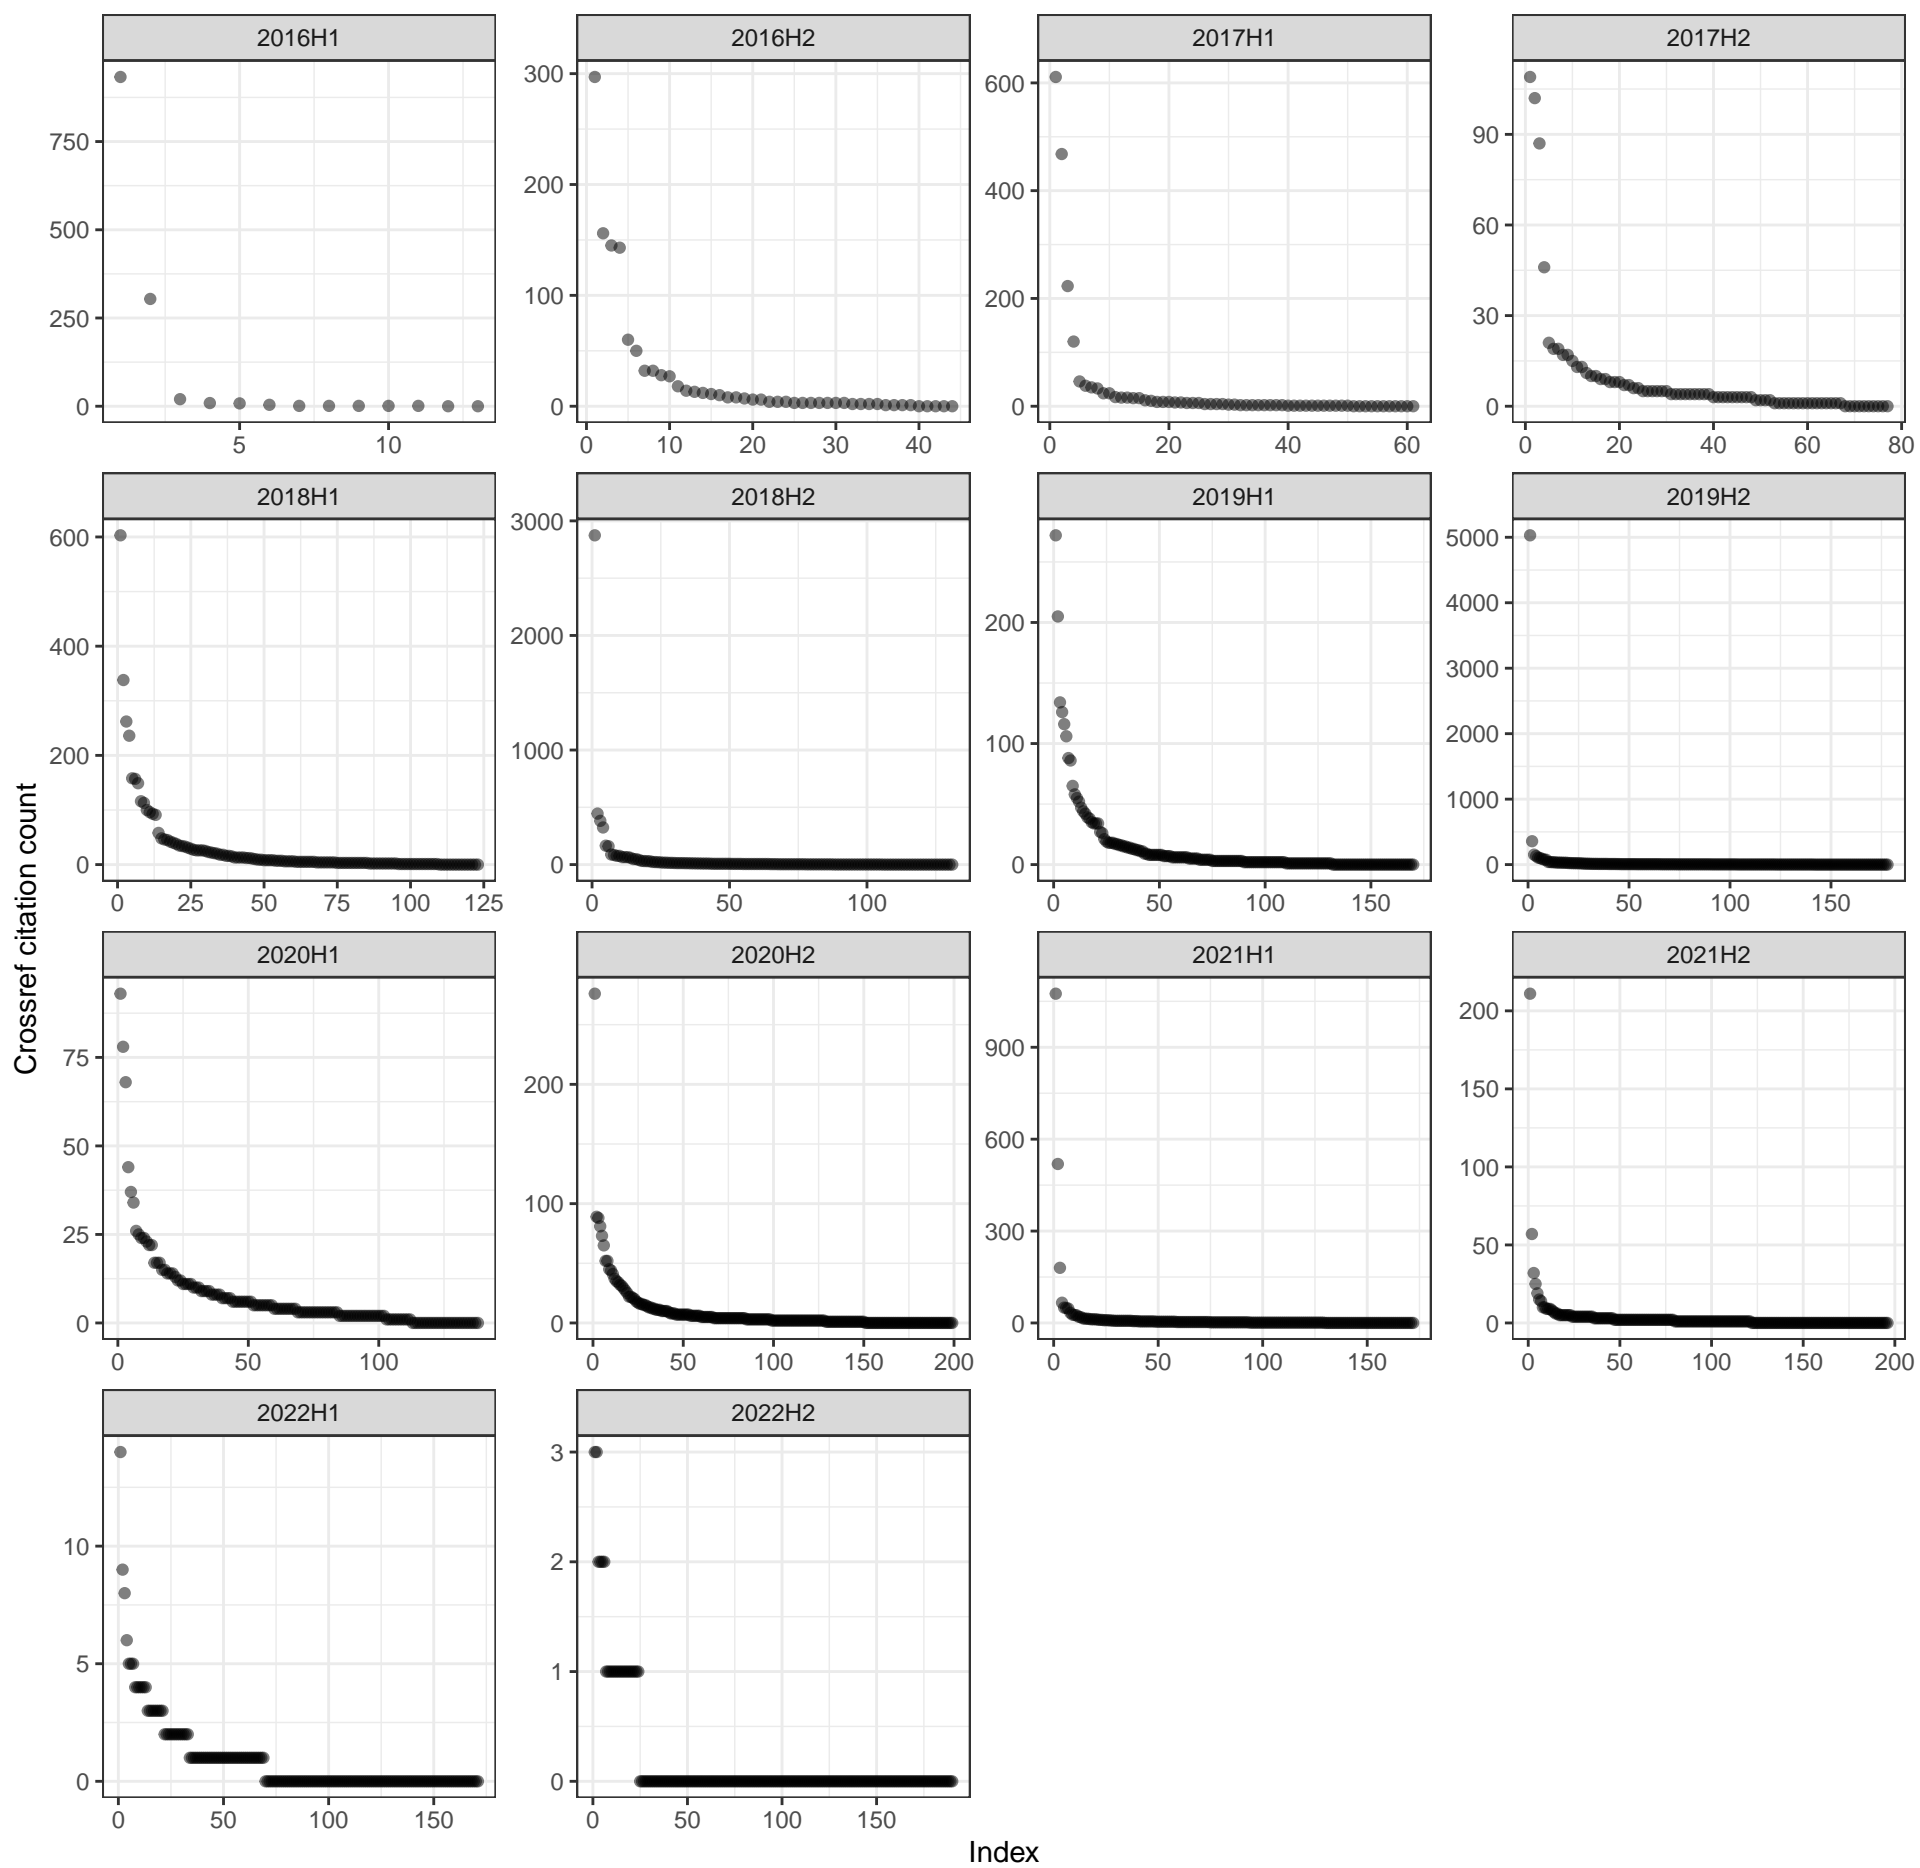 2016H1 2016H2 2017H1 2017H2
750 500 250 0
300 200 100 0
600 400 200 0
90 60 30 0
5 10
0 10 20 30 40
0 20 40 60
0 20 40 60 80
2018H1 2018H2 2019H1 2019H2
600 400 200 0
3000 2000 1000 0
200 100 0
5000 4000 3000 2000 1000 0
0 25 50 75 100 125
0 50 100
0 50 100 150
0 50 100 150
Crossref citation count
2020H1 2020H2 2021H1 2021H2
75 50 25 0
200 100 0
900 600 300 0
200 150 100 50 0
0 50 100
0 50 100 150 200
0 50 100 150
0 50 100 150 200
2022H1 2022H2
10 5 0
3 2 1 0
0 50 100 150
0 50 100 150
Index